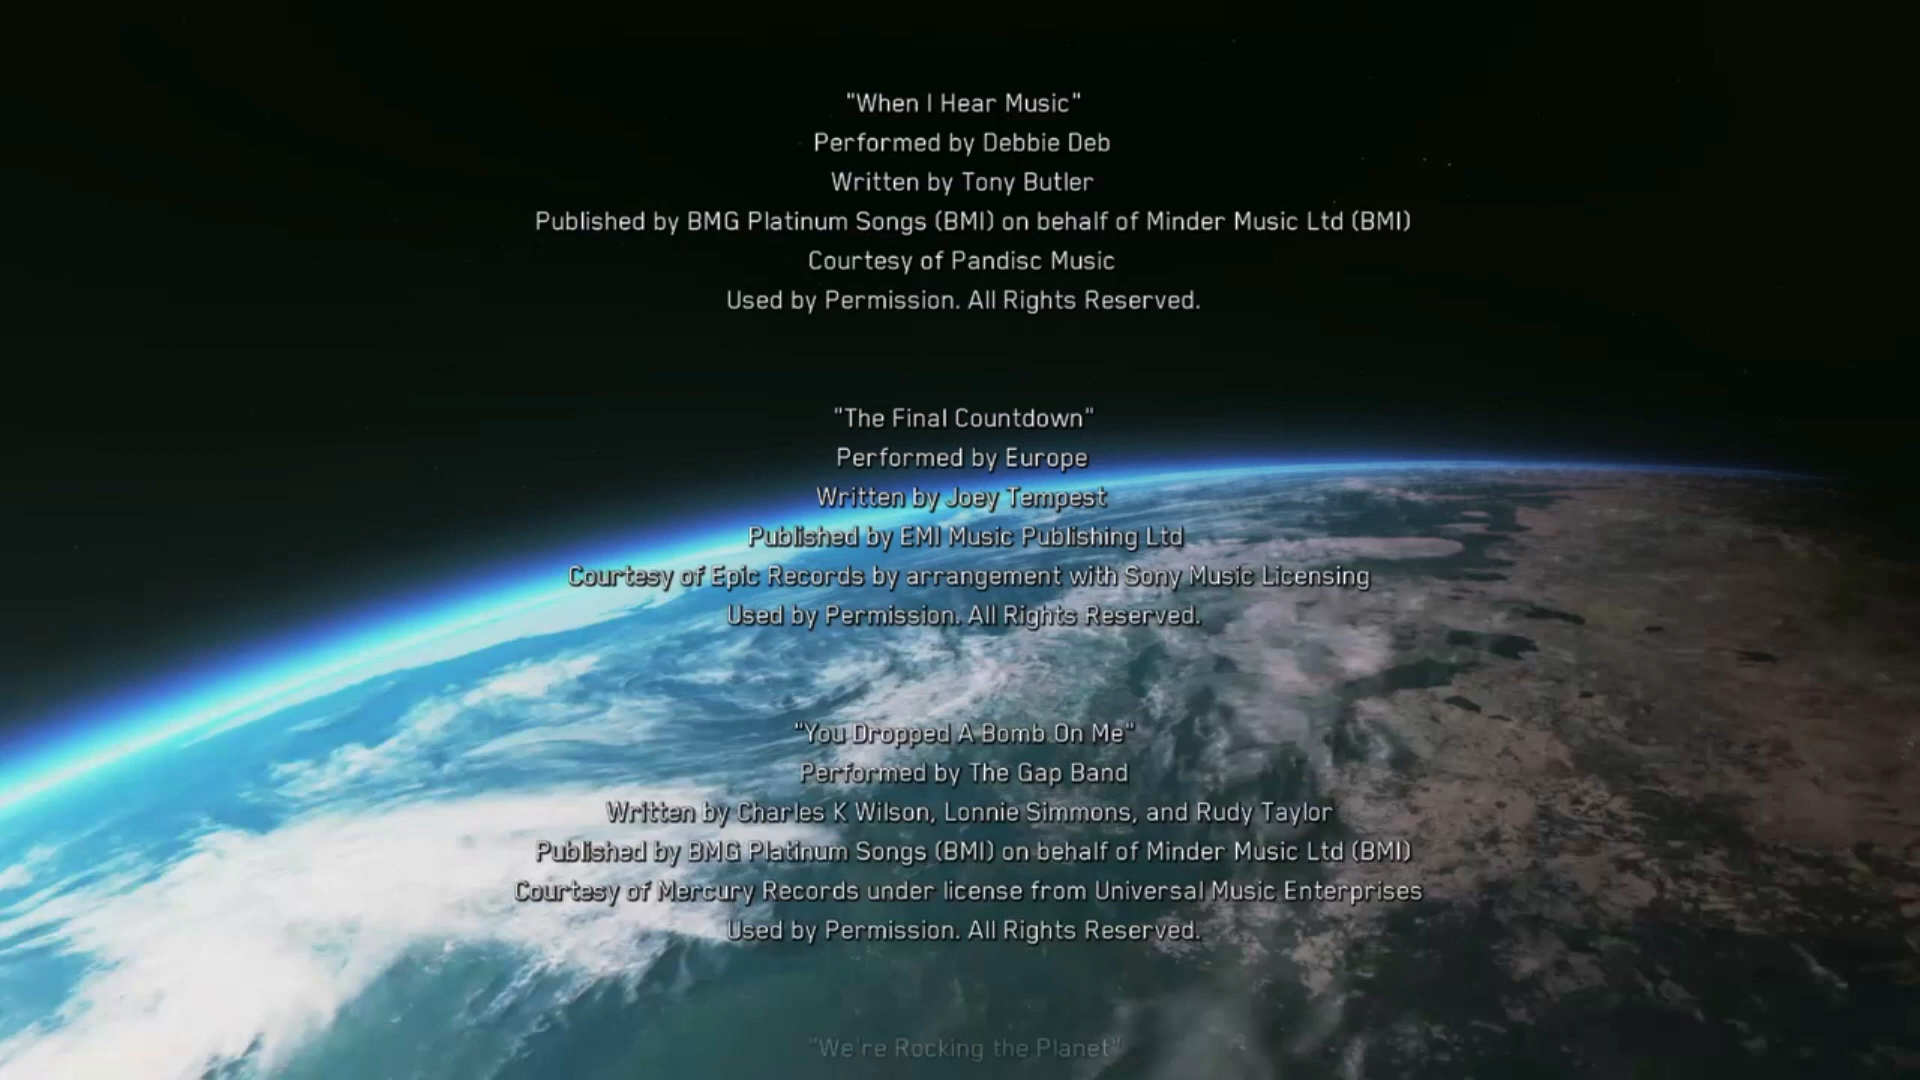 "When I Hear Music"
Performed by Debbie Deb
Written by Tony Butler
Published by BMG Platinum Songs (BMI) on behalf of Minder Music Ltd (BMI)
Courtesy of Pandisc Music
Used by Permission. All Rights Reserved.
"The Final Countdown"
Performed by Europe
Written by Joey Tempest
Published by EMI Music Publishing Ltd
Courtesy of Epic Records by arrangement with Sony Music Licensing
Used by Permission. All Rights Reserved.
"You Dropped A Bomb On Me"
Performed by The Gap Band
Written by Charles K Wilson, Lonnie Simmons, and Rudy Taylor
Published by BMG Platinum Songs (BMI) on behalf of Minder Music Ltd (BMI)
Courtesy of Mercury Records under license from Universal Music Enterprises
Used by Permission. All Rights Reserved.
"We're Rocking the Planet"